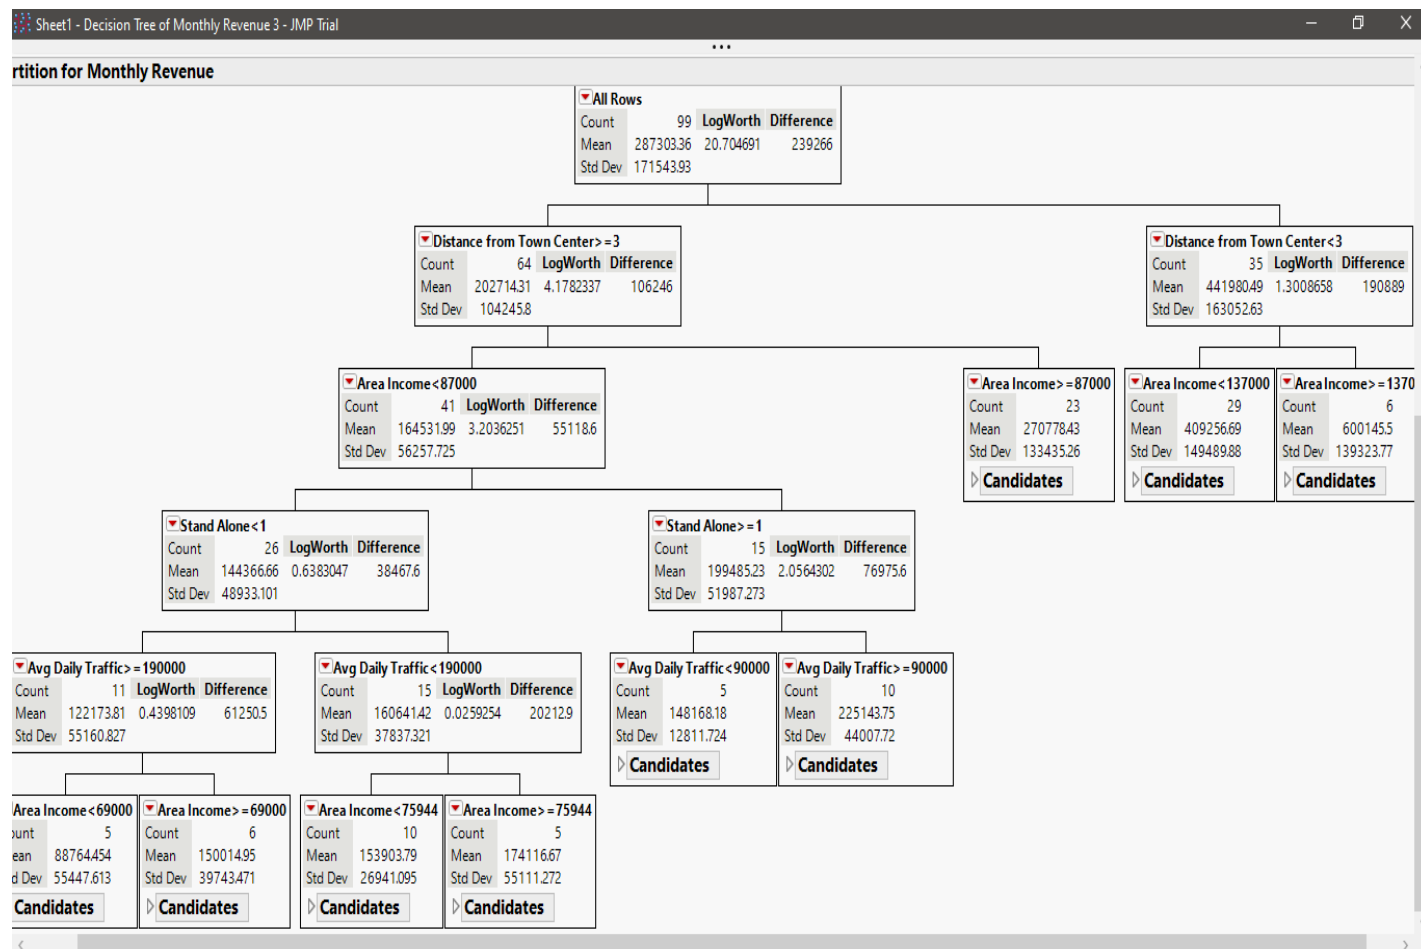 Sheet1 - Decision Tree of Monthly Revenue 3 - JMP Trial
rtition for Monthly Revenue
All Rows
Count 99 LogWorth Difference
Mean 287303.36 20.704691 239266
Std Dev 171543.93
Distance from Town Center>=3
Count 64 LogWorth Difference
Mean 202714.31 4.1782337 106246
Std Dev 104245.8
Distance from Town Center<3
Count 35 LogWorth Difference
Mean 441980.49 1.3008658 190889
Std Dev 163052.63
Area Income<87000
Count 41 LogWorth Difference
Mean 164531.99 3.2036251 55118.6
Std Dev 56257.725
Area Income>=87000
Count 23
Mean 270778.43
Std Dev 133435.26
Candidates
Area Income<137000
Count 29
Mean 409256.69
Std Dev 149489.88
Candidates
Area Income>=1370
Count 6
Mean 600145.5
Std Dev 139323.77
Candidates
Stand Alone<1
Count 26 LogWorth Difference
Mean 144366.66 0.6383047 38467.6
Std Dev 48933.101
Stand Alone>=1
Count 15 LogWorth Difference
Mean 199485.23 2.0564302 76975.6
Std Dev 51987.273
Avg Daily Traffic>=190000
Count 11 LogWorth Difference
Mean 122173.81 0.4398109 61250.5
Std Dev 55160.827
Avg Daily Traffic<190000
Count 15 LogWorth Difference
Mean 160641.42 0.0259254 20212.9
Std Dev 37837.321
Avg Daily Traffic<90000
Count 5
Mean 148168.18
Std Dev 12811.724
Candidates
Avg Daily Traffic>=90000
Count 10
Mean 225143.75
Std Dev 44007.72
Candidates
Area Income<69000
ount 5
ean 88764.454
d Dev 55447.613
Candidates
Area Income>=69000
Count 6
Mean 150014.95
Std Dev 39743.471
Candidates
Area Income<75944
Count 10
Mean 153903.79
Std Dev 26941.095
Candidates
Area Income>=75944
Count 5
Mean 174116.67
Std Dev 55111.272
Candidates